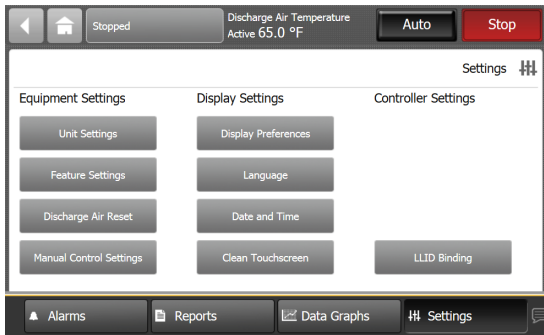 Stopped
Discharge Air Temperature
Active 65.0 °F
Auto
Stop
Settings
Equipment Settings
Display Settings
Controller Settings
Unit Settings
Display Preferences
Feature Settings
Language
Discharge Air Reset
Date and Time
Manual Control Settings
Clean Touchscreen
LLID Binding
Alarms
Reports
Data Graphs
Settings